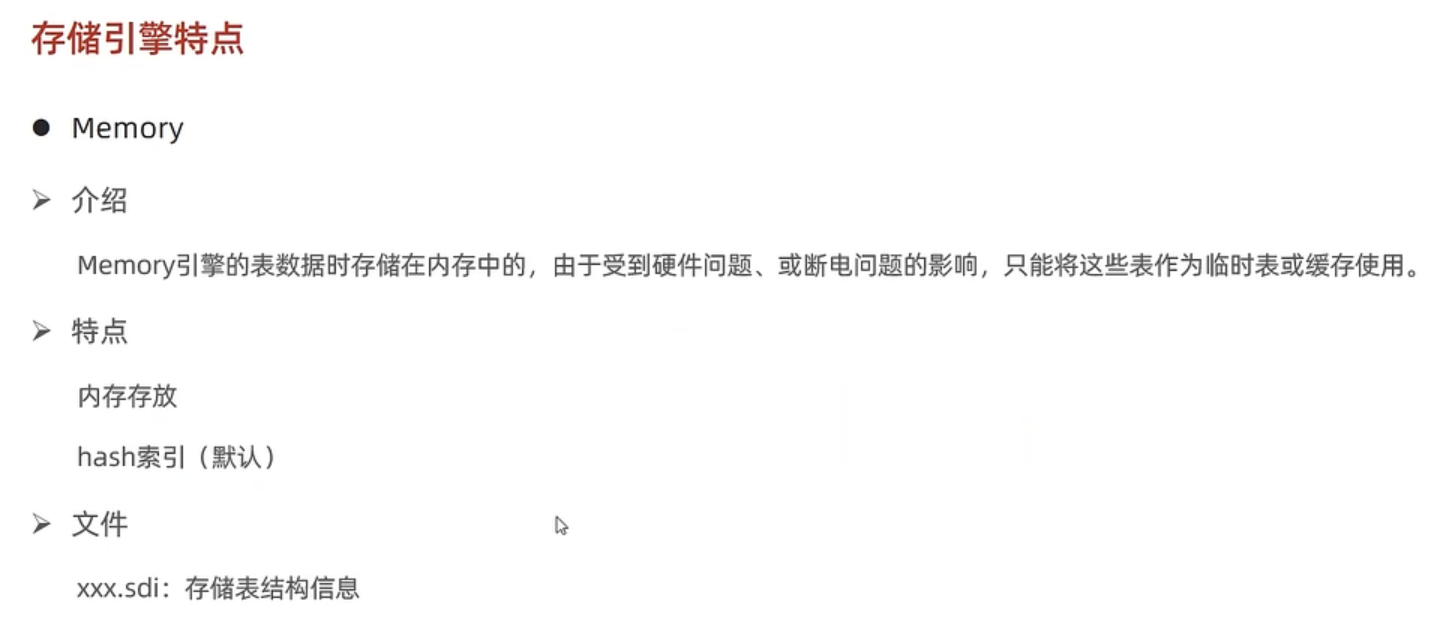 存储引擎特点
● Memory
➢ 介绍
Memory引擎的表数据时存储在内存中的，由于受到硬件问题、或断电问题的影响，只能将这些表作为临时表或缓存使用。
➢ 特点
内存存放
hash索引（默认）
➢ 文件
xxx.sdi：存储表结构信息